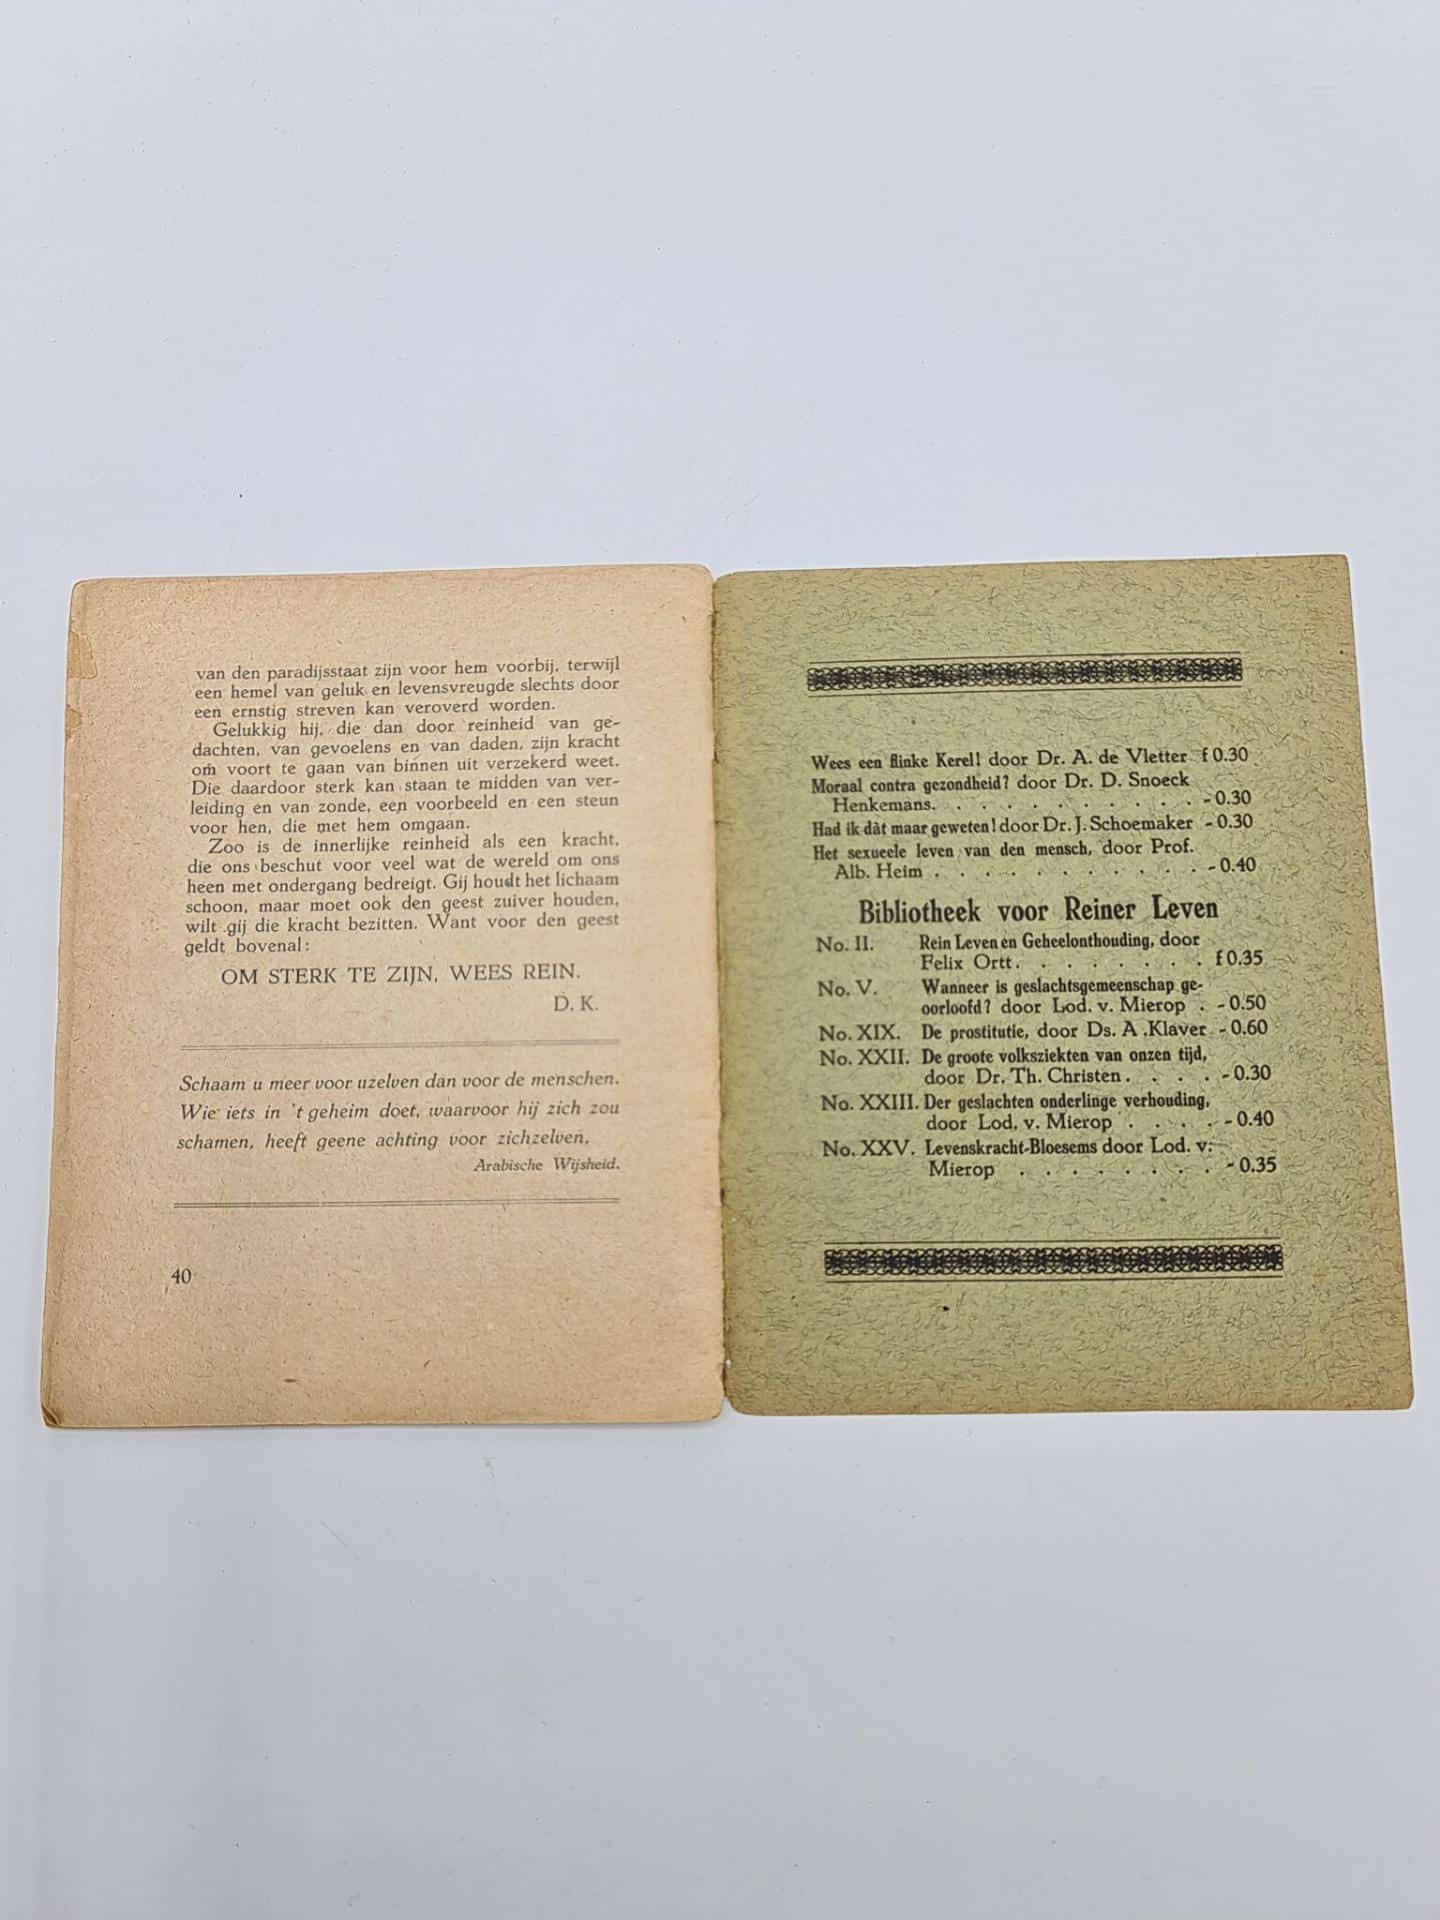 van den paradijsstaat zijn voor hem voorbij, terwijl
een hemel van geluk en levensvreugde slechts door
een ernstig streven kan veroverd worden.
Gelukkig hij, die dan door reinheid van ge-
dachten, van gevoelens en van daden, zijn kracht
om voort te gaan van binnen uit verzekerd weet.
Die daardoor sterk kan staan te midden van ver-
leiding en van zonde, een voorbeeld en een steun
voor hen, die met hem omgaan.
Zoo is de innerlijke reinheid als een kracht,
die ons beschut voor veel wat de wereld om ons
heen met ondergang bedreigt. Gij houdt het lichaam
schoon, maar moet ook den geest zuiver houden,
wilt gij die kracht bezitten. Want voor den geest
geldt bovenal:
OM STERK TE ZIJN, WEES REIN.
D. K.
Schaam u meer voor uzelven dan voor de menschen.
Wie iets in 't geheim doet, waarvoor hij zich zou
schamen, heeft geene achting voor zichzelven.
Arabische Wijsheid.
40
Wees een flinke Kerel! door Dr. A. de Vletter f 0.30
Moraal contra gezondheid? door Dr. D. Snoeck
Henkemans. . . . . . . . . . . - 0.30
Had ik dàt maar geweten! door Dr. J. Schoemaker - 0.30
Het sexueele leven van den mensch, door Prof.
Alb. Heim . . . . . . . . . . . - 0.40
Bibliotheek voor Reiner Leven
No. II. Rein Leven en Geheelonthouding, door
Felix Ortt. . . . . . . . f 0.35
No. V. Wanneer is geslachtsgemeenschap ge-
oorloofd? door Lod. v. Mierop . - 0.50
No. XIX. De prostitutie, door Ds. A .Klaver - 0.60
No. XXII. De groote volksziekten van onzen tijd,
door Dr. Th. Christen. . . . - 0.30
No. XXIII. Der geslachten onderlinge verhouding,
door Lod. v. Mierop . . . . - 0.40
No. XXV. Levenskracht-Bloesems door Lod. v.
Mierop . . . . . . . . - 0.35